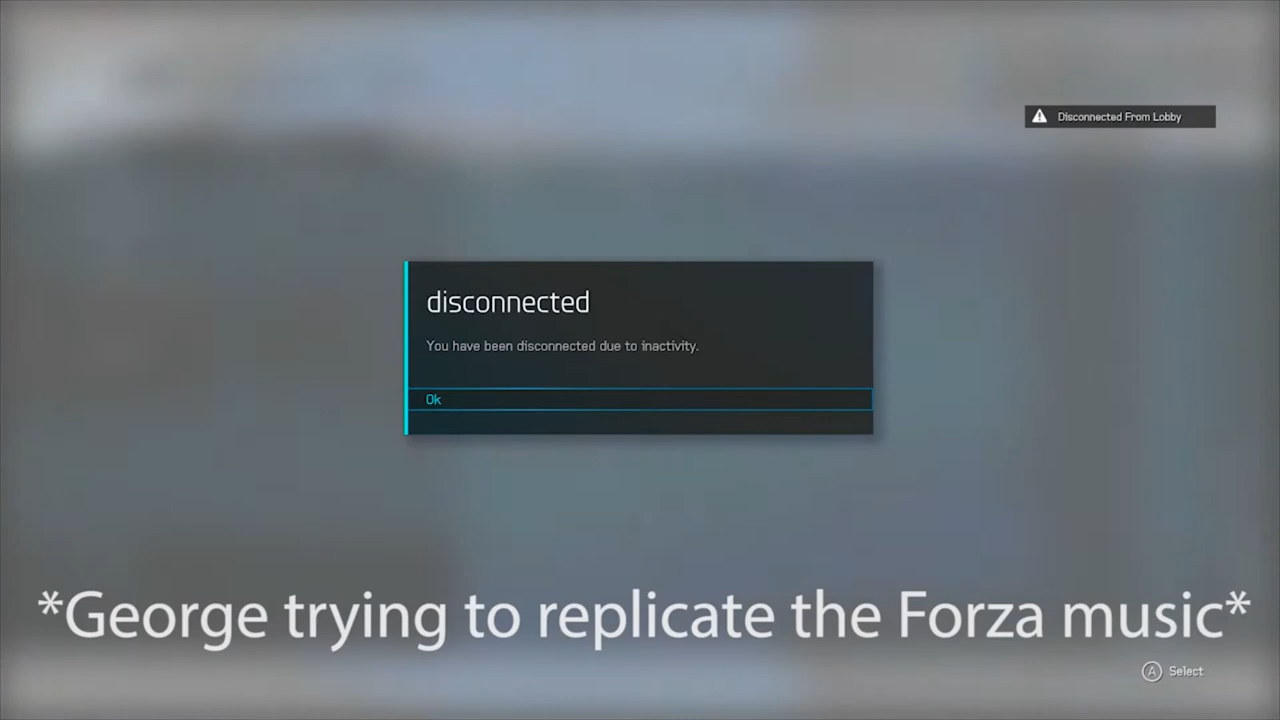 Disconnected From Lobby
disconnected
You have been disconnected due to inactivity.
Ok
*George trying to replicate the Forza music*
A Select